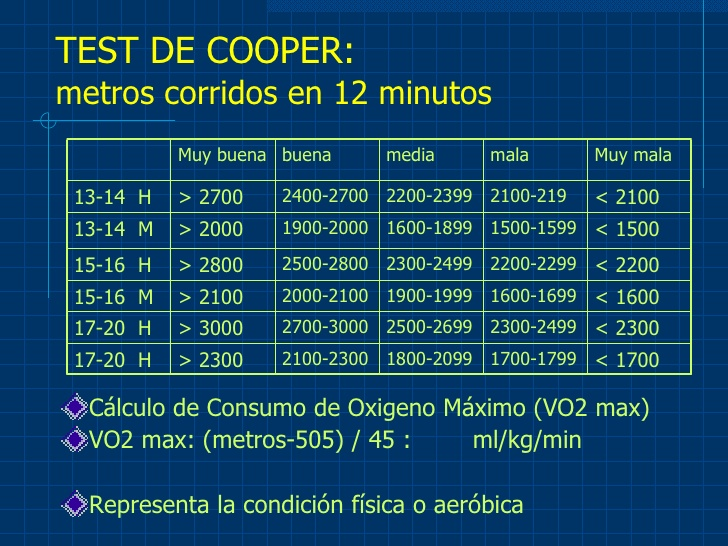 TEST DE COOPER:
metros corridos en 12 minutos
Muy buena buena media mala Muy mala
13-14 H > 2700 2400-2700 2200-2399 2100-219 < 2100
13-14 M > 2000 1900-2000 1600-1899 1500-1599 < 1500
15-16 H > 2800 2500-2800 2300-2499 2200-2299 < 2200
15-16 M > 2100 2000-2100 1900-1999 1600-1699 < 1600
17-20 H > 3000 2700-3000 2500-2699 2300-2499 < 2300
17-20 H > 2300 2100-2300 1800-2099 1700-1799 < 1700
Cálculo de Consumo de Oxigeno Máximo (VO2 max)
VO2 max: (metros-505) / 45 : ml/kg/min
Representa la condición física o aeróbica